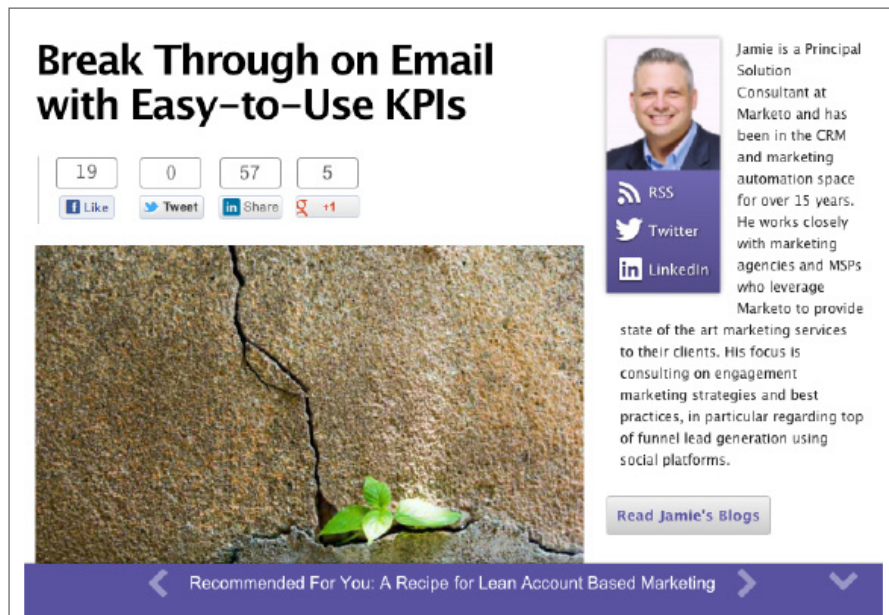 Break Through on Email
with Easy-to-Use KPIs
19
0
57
5
Like
Tweet
Share
+1
RSS
Twitter
LinkedIn
Jamie is a Principal
Solution
Consultant at
Marketo and has
been in the CRM
and marketing
automation space
for over 15 years.
He works closely
with marketing
agencies and MSPs
who leverage
Marketo to provide
state of the art marketing services
to their clients. His focus is
consulting on engagement
marketing strategies and best
practices, in particular regarding top
of funnel lead generation using
social platforms.
Read Jamie's Blogs
Recommended For You: A Recipe for Lean Account Based Marketing